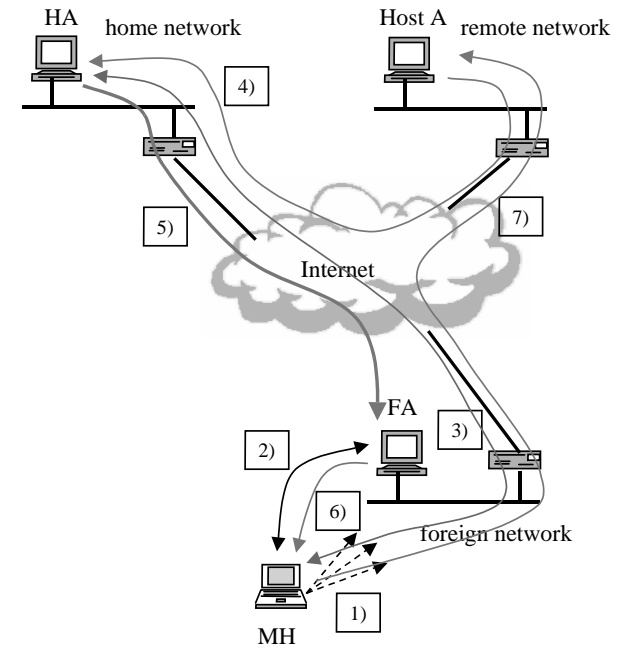 HA
home network
Host A
remote network
4)
5)
7)
Internet
FA
2)
3)
6)
foreign network
1)
MH